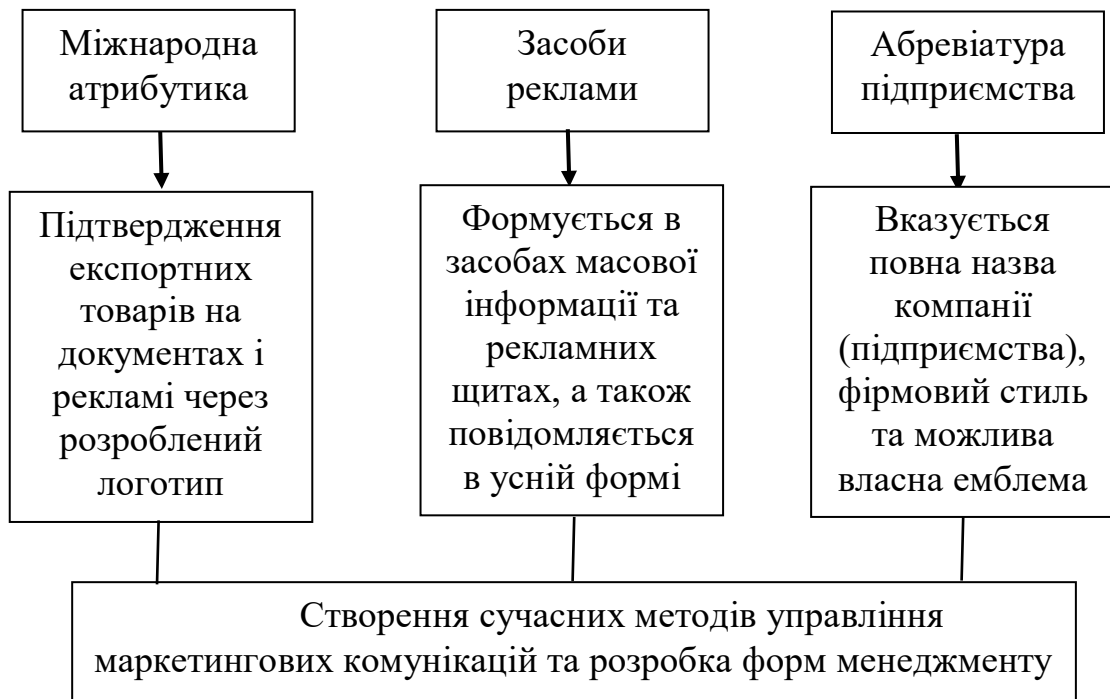 Міжнародна
атрибутика
Засоби
реклами
Абревіатура
підприємства
Підтвердження
експортних
товарів на
документах і
рекламі через
розроблений
логотип
Формується в
засобах масової
інформації та
рекламних
щитах, а також
повідомляється
в усній формі
Вказується
повна назва
компанії
(підприємства),
фірмовий стиль
та можлива
власна емблема
Створення сучасних методів управління
маркетингових комунікацій та розробка форм менеджменту